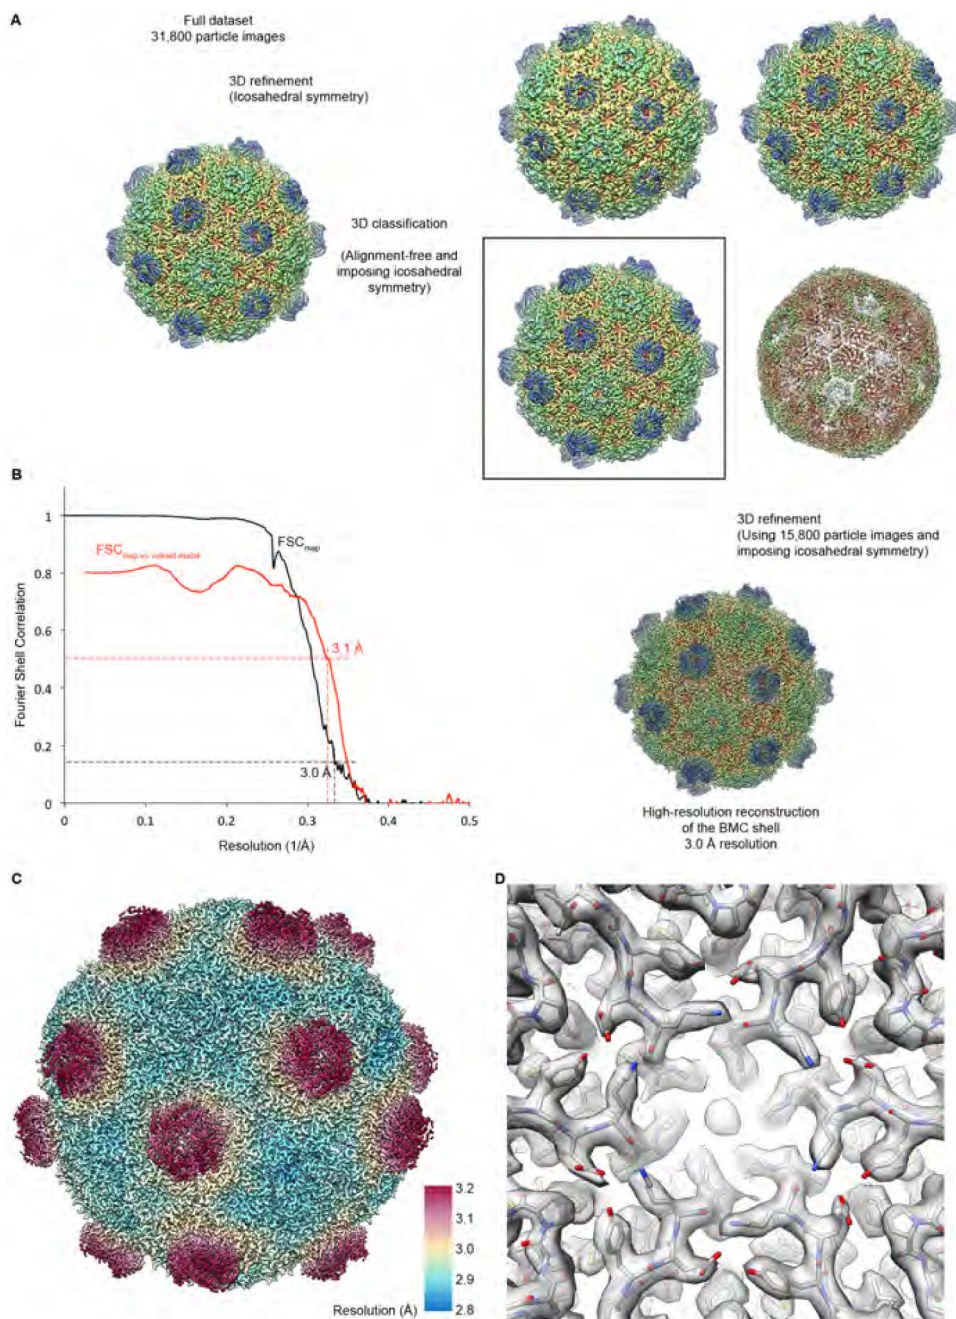 A
Full dataset
31,800 particle images
3D refinement
(Icosahedral symmetry)
3D classification
(Alignment-free and
imposing icosahedral
symmetry)
B
1
0.8
0.6
0.4
0.2
0
FSCmap
FSCmap vs. refined model
3.1 Å
3.0 Å
Fourier Shell Correlation
0
0.1
0.2
0.3
0.4
0.5
Resolution (1/Å)
3D refinement
(Using 15,800 particle images and
imposing icosahedral symmetry)
High-resolution reconstruction
of the BMC shell
3.0 Å resolution
C
3.2
3.1
3.0
2.9
2.8
Resolution (Å)
D